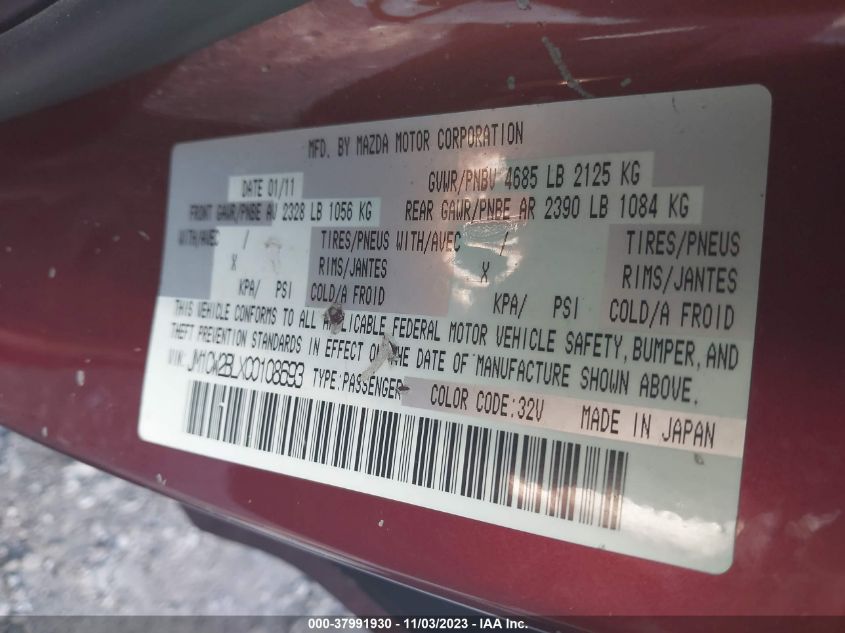 MFD. BY MAZDA MOTOR CORPORATION
DATE 01/11 GVWR/PNBV 4685 LB 2125 KG
FRONT GAWR/PNBE AV 2328 LB 1056 KG REAR GAWR/PNBE AR 2390 LB 1084 KG
WITH/AVEC / TIRES/PNEUS WITH/AVEC / TIRES/PNEUS
X RIMS/JANTES X RIMS/JANTES
KPA/ PSI COLD/A FROID KPA/ PSI COLD/A FROID
THIS VEHICLE CONFORMS TO ALL APPLICABLE FEDERAL MOTOR VEHICLE SAFETY, BUMPER, AND
THEFT PREVENTION STANDARDS IN EFFECT ON THE DATE OF MANUFACTURE SHOWN ABOVE.
VIN: JM1CW2BLXC0108693 TYPE:PASSENGER COLOR CODE:32V MADE IN JAPAN
000-37991930 - 11/03/2023 - IAA Inc.